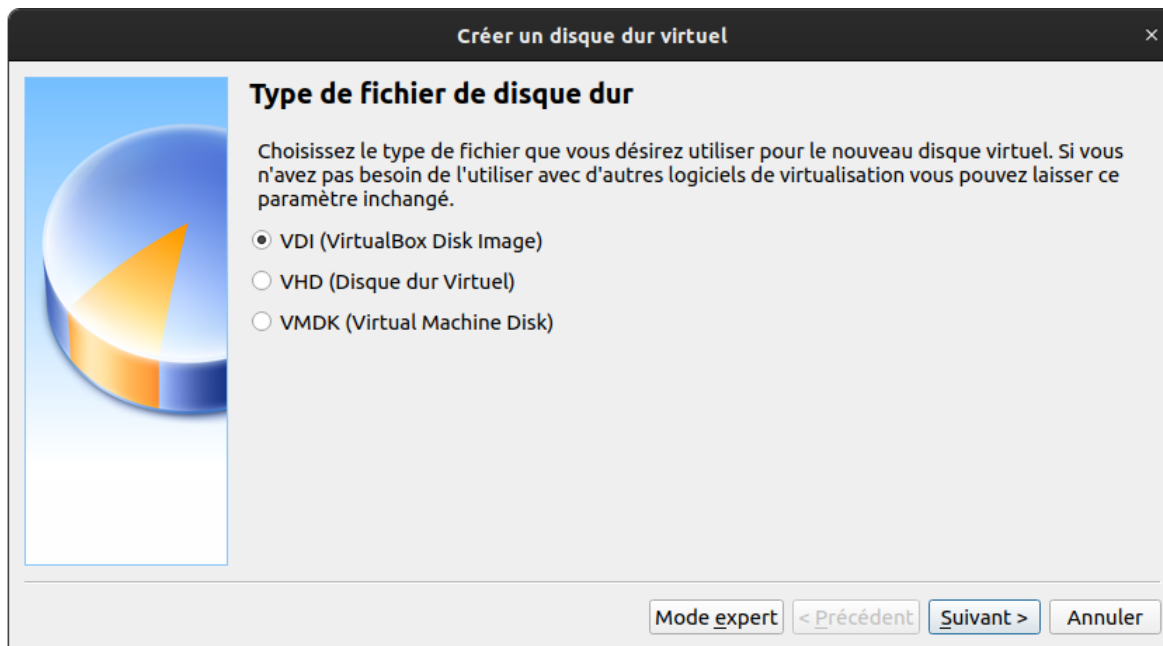 Créer un disque dur virtuel
×
Type de fichier de disque dur
Choisissez le type de fichier que vous désirez utiliser pour le nouveau disque virtuel. Si vous
n'avez pas besoin de l'utiliser avec d'autres logiciels de virtualisation vous pouvez laisser ce
paramètre inchangé.
VDI (VirtualBox Disk Image)
VHD (Disque dur Virtuel)
VMDK (Virtual Machine Disk)
Mode expert < Précédent Suivant > Annuler